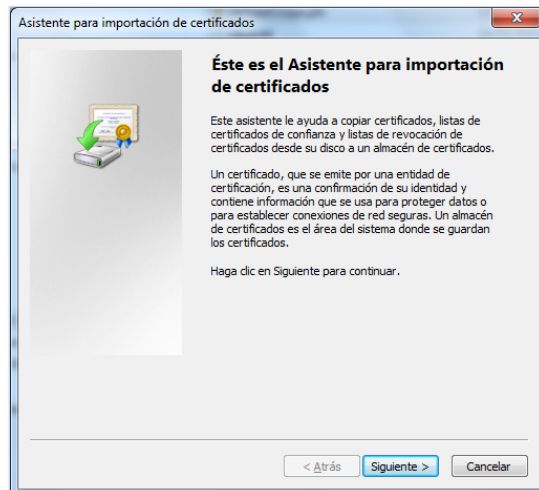 Asistente para importación de certificados
Éste es el Asistente para importación
de certificados
Este asistente le ayuda a copiar certificados, listas de
certificados de confianza y listas de revocación de
certificados desde su disco a un almacén de certificados.
Un certificado, que se emite por una entidad de
certificación, es una confirmación de su identidad y
contiene información que se usa para proteger datos o
para establecer conexiones de red seguras. Un almacén
de certificados es el área del sistema donde se guardan
los certificados.
Haga clic en Siguiente para continuar.
< Atrás Siguiente > Cancelar